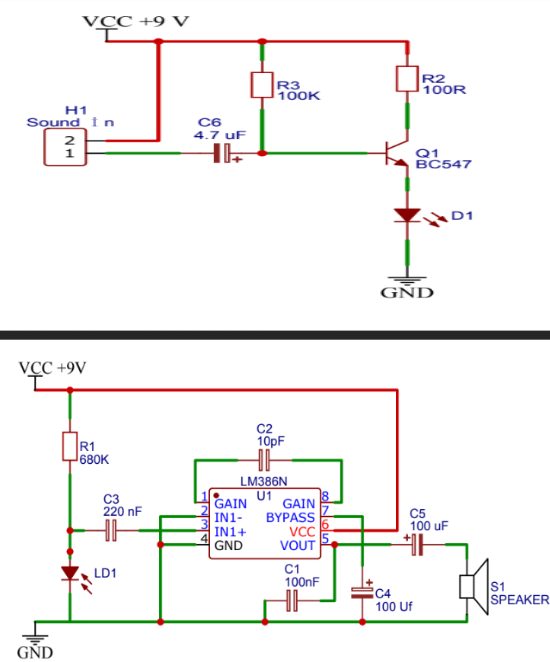 VCC +9 V
R3
100K
R2
100R
H1
Sound İn
2
1
C6
4.7 uF
+
Q1
BC547
D1
GND
VCC +9V
R1
680K
C3
220 nF
LD1
C2
10pF
LM386N
U1
1 GAIN GAIN 8
2 IN1- BYPASS 7
3 IN1+ VCC 6
4 GND VOUT 5
C1
100nF
+
C4
100 Uf
C5
100 uF
+
S1
SPEAKER
GND